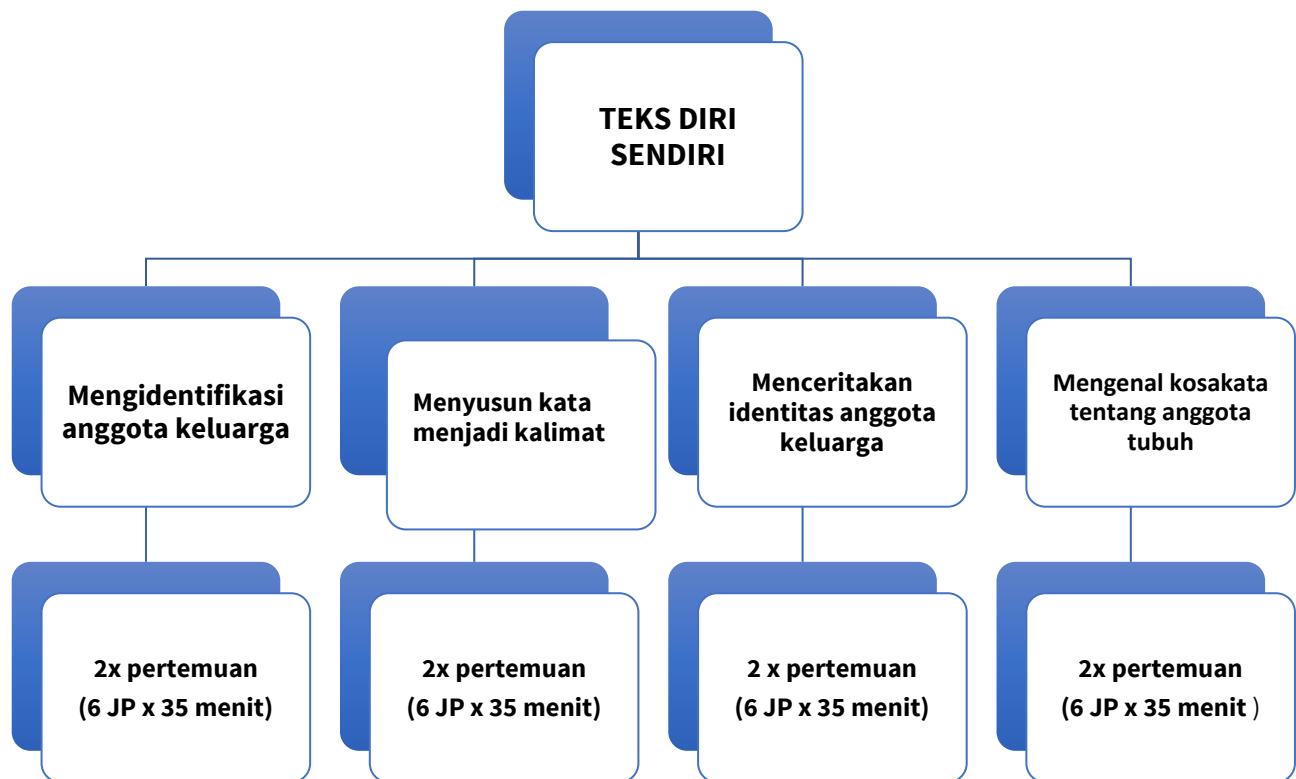 TEKS DIRI
SENDIRI
Mengidentifikasi
anggota keluarga
Menyusun kata
menjadi kalimat
Menceritakan
identitas anggota
keluarga
Mengenal kosakata
tentang anggota
tubuh
2x pertemuan
(6 JP x 35 menit)
2x pertemuan
(6 JP x 35 menit)
2 x pertemuan
(6 JP x 35 menit)
2x pertemuan
(6 JP x 35 menit )